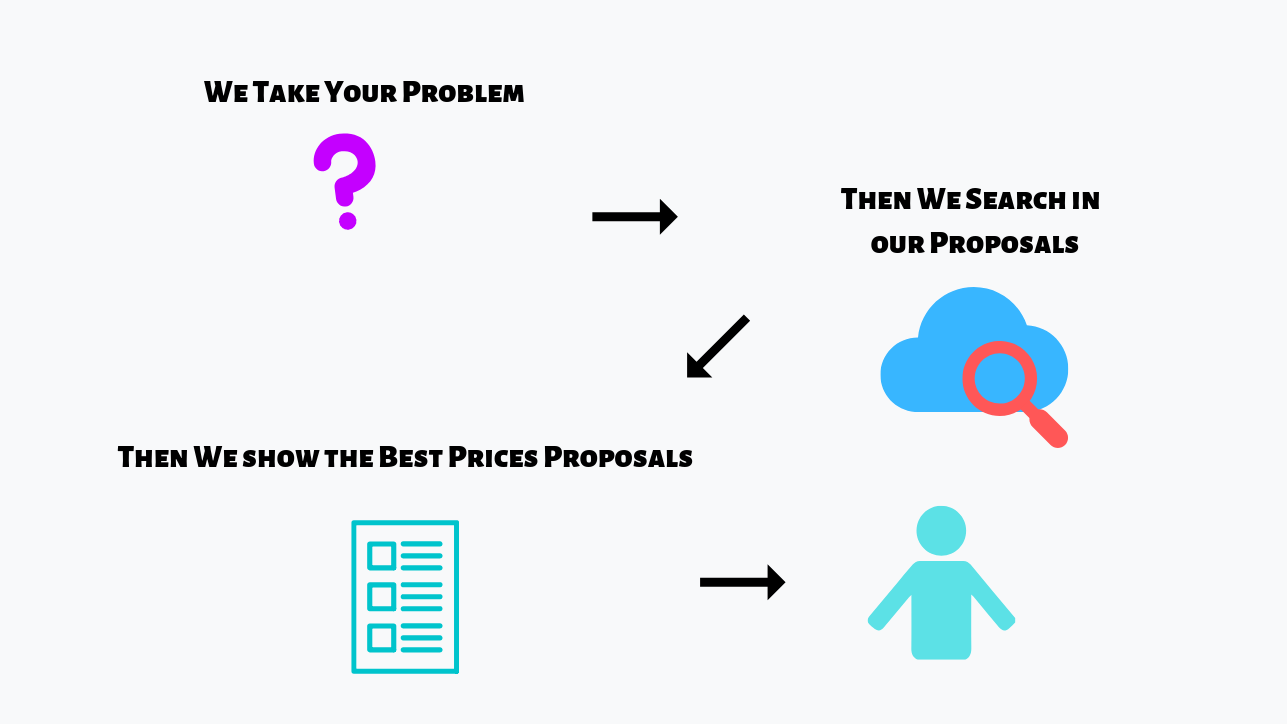 We Take Your Problem
Then We Search in
our Proposals
Then We show the Best Prices Proposals